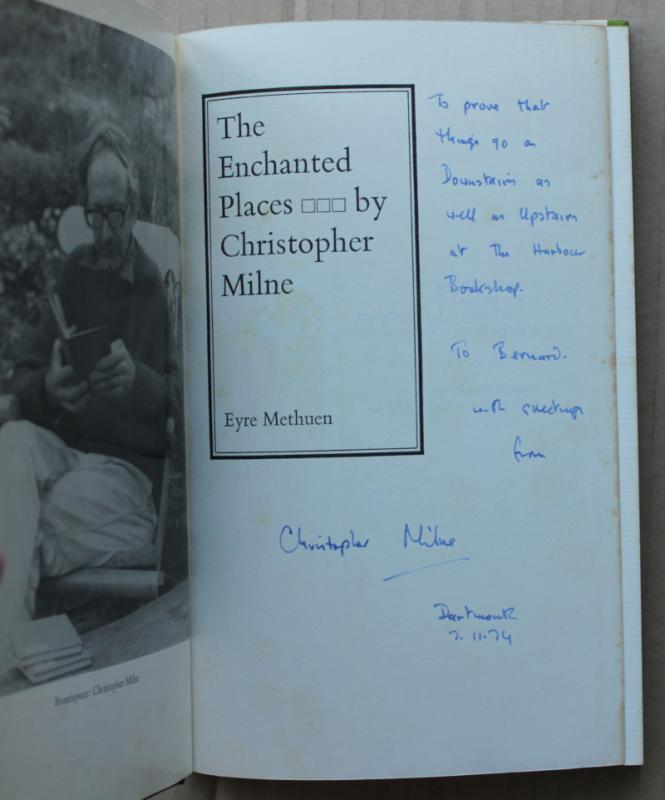 The
Enchanted
Places □□□ by
Christopher
Milne
Eyre Methuen
To prove that
things go on
Downstairs as
well as Upstairs
at The Harbour
Bookshop.
To Bernard.
with greetings
from
Christopher Milne
Dartmouth
7.11.74
Frontispiece: Christopher Milne